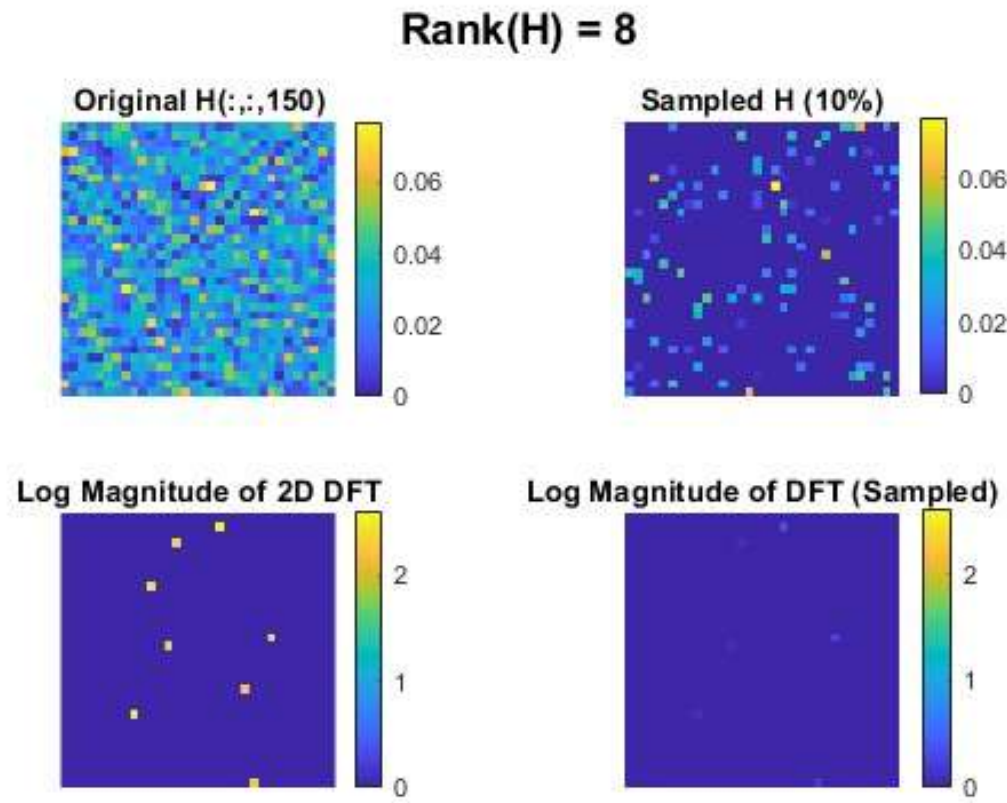 Rank(H) = 8
Original H(:,:,150)
Sampled H (10%)
0.06
0.04
0.02
0
0.06
0.04
0.02
0
Log Magnitude of 2D DFT
Log Magnitude of DFT (Sampled)
2
1
0
2
1
0